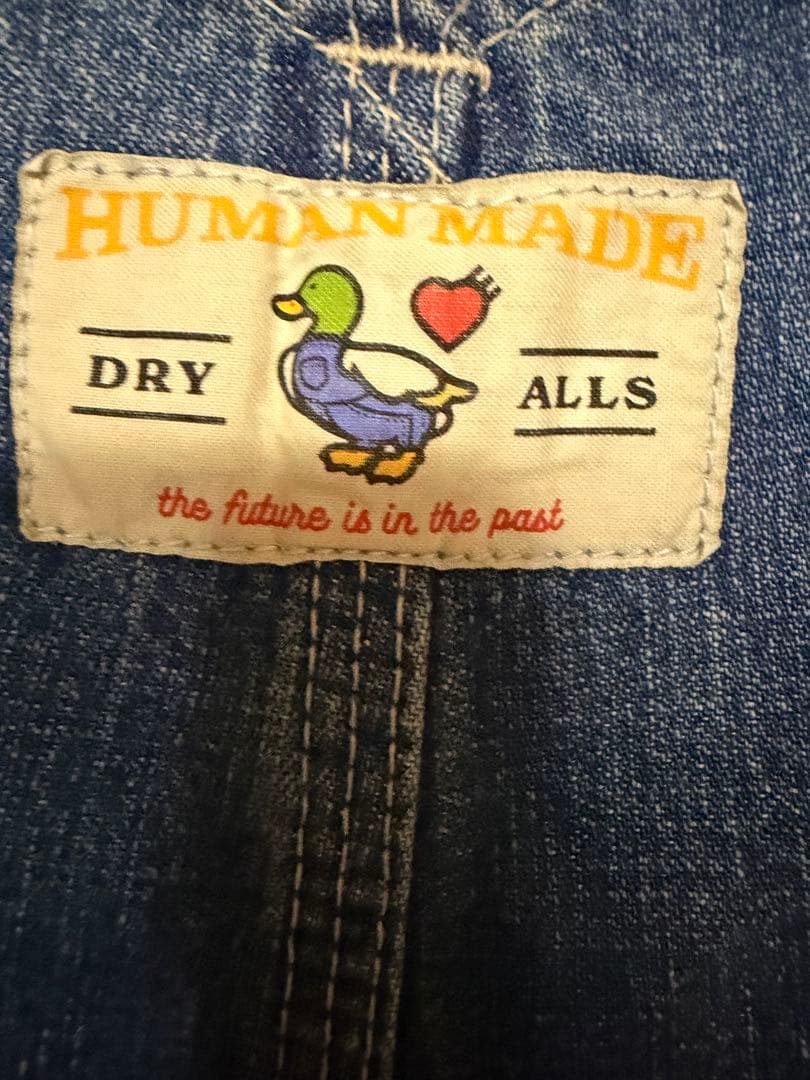 HUMAN MADE
DRY ALLS
the future is in the past